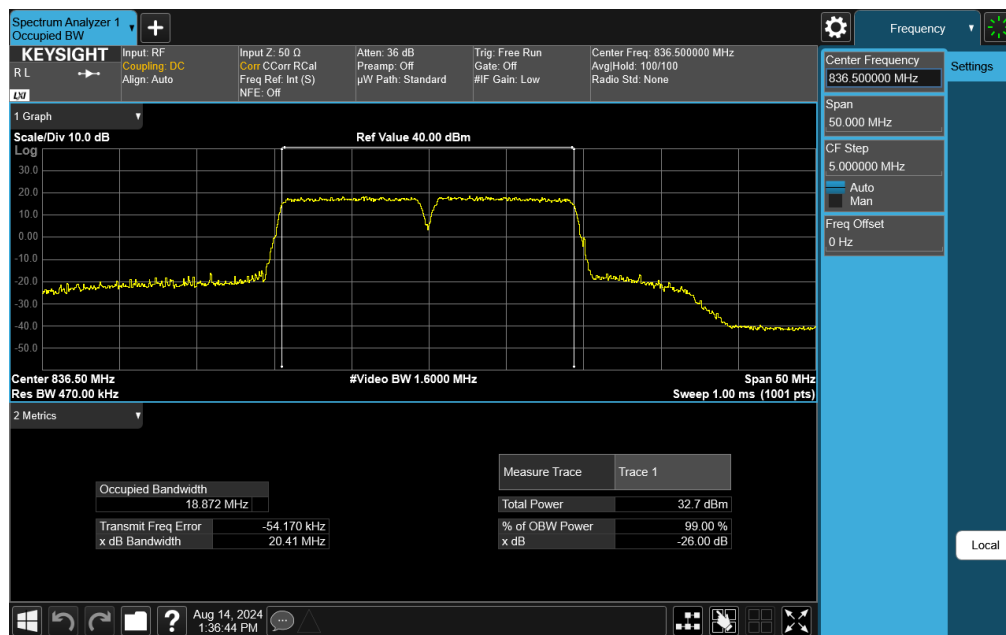 Spectrum Analyzer 1
Occupied BW
Frequency
KEYSIGHT
R L
LXI
Input: RF
Coupling: DC
Align: Auto
Input Z: 50 Ω
Corr CCorr RCal
Freq Ref: Int (S)
NFE: Off
Atten: 36 dB
Preamp: Off
µW Path: Standard
Trig: Free Run
Gate: Off
#IF Gain: Low
Center Freq: 836.500000 MHz
Avg|Hold: 100/100
Radio Std: None
Center Frequency
836.500000 MHz
Settings
Span
50.000 MHz
CF Step
5.000000 MHz
Auto
Man
Freq Offset
0 Hz
Local
1 Graph
Scale/Div 10.0 dB
Ref Value 40.00 dBm
Log
30.0
20.0
10.0
0.00
-10.0
-20.0
-30.0
-40.0
-50.0
Center 836.50 MHz
#Video BW 1.6000 MHz
Span 50 MHz
Res BW 470.00 kHz
Sweep 1.00 ms (1001 pts)
2 Metrics
Measure Trace Trace 1
Occupied Bandwidth
18.872 MHz
Total Power 32.7 dBm
Transmit Freq Error -54.170 kHz
% of OBW Power 99.00 %
x dB Bandwidth 20.41 MHz
x dB -26.00 dB
?
Aug 14, 2024
1:36:44 PM